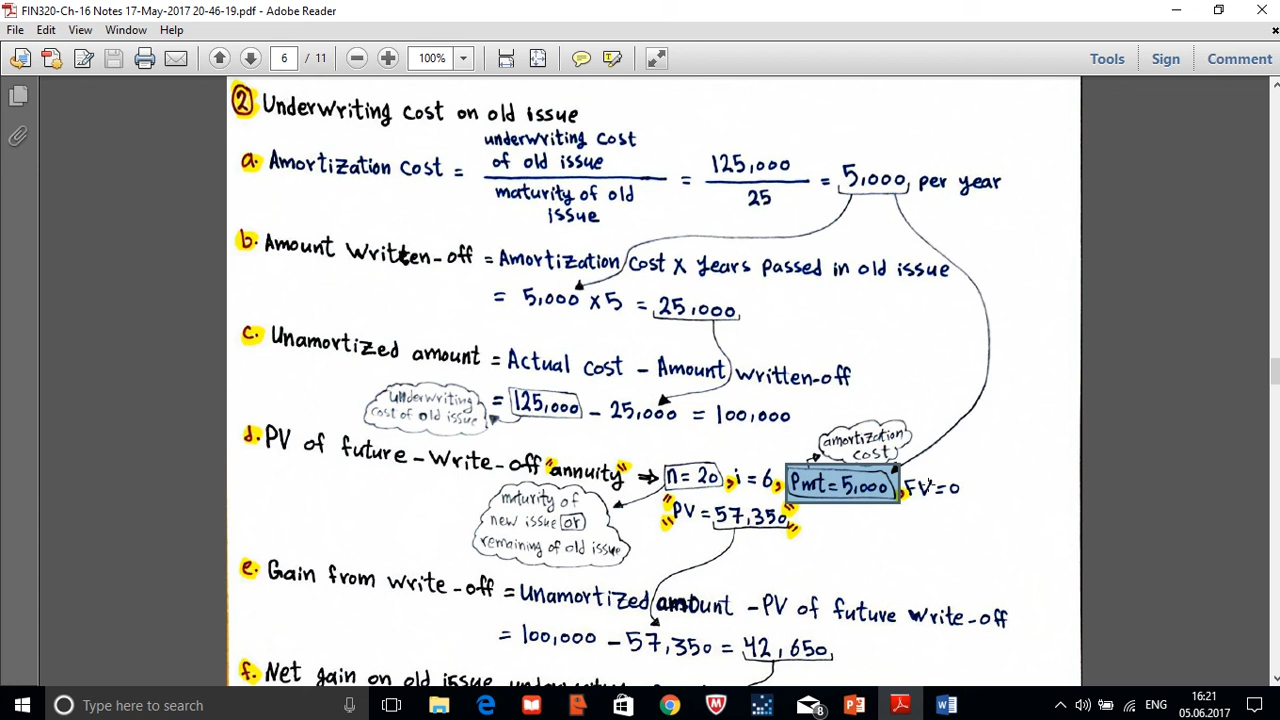 FIN320-Ch-16 Notes 17-May-2017 20-46-19.pdf - Adobe Reader
File Edit View Window Help
6 / 11 100% Tools Sign Comment
2 Underwriting cost on old issue
a. Amortization cost = underwriting cost of old issue / maturity of old issue = 125,000 / 25 = 5,000 per year
b. Amount Written-off = Amortization cost x Years passed in old issue
= 5,000 x 5 = 25,000
c. Unamortized amount = Actual cost - Amount written-off
underwriting cost of old issue
= 125,000 - 25,000 = 100,000
amortization cost
d. PV of future-write-off "annuity" ⇒ n = 20, i = 6, Pmt = 5,000, FV = 0
maturity of new issue or remaining of old issue
"PV = 57,350"
e. Gain from write-off = Unamortized amount - PV of future write-off
= 100,000 - 57,350 = 42,650
f. Net gain on old issue
Type here to search
8
ENG
16:21
05.06.2017